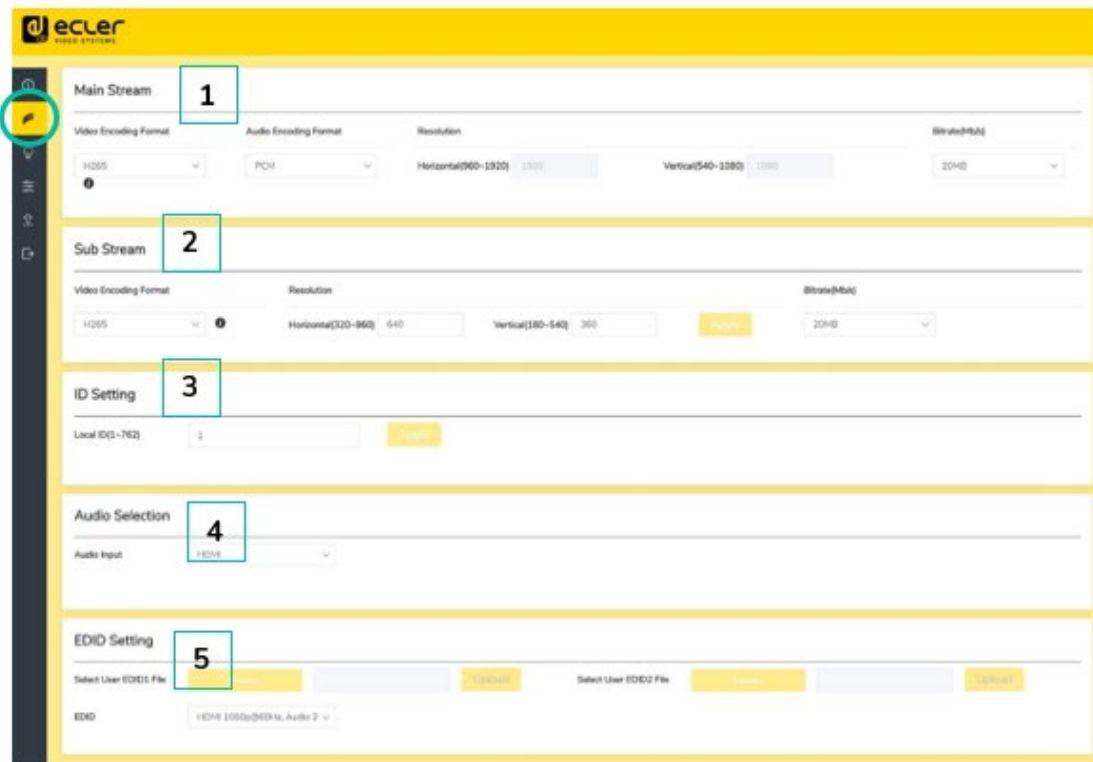 ecler
VIDEO SYSTEMS
Main Stream 1
Video Encoding Format Audio Encoding Format Resolution Bitrate(Mb/s)
H265 PCM Horizontal(960~1920) 1920 Vertical(540~1080) 1080 20MB
Sub Stream 2
Video Encoding Format Resolution Bitrate(Mb/s)
H265 Horizontal(320~960) 640 Vertical(180~540) 360 Apply 20MB
ID Setting 3
Local ID(1~762) 1 Apply
Audio Selection 4
Audio Input HDMI
EDID Setting 5
Select User EDID1 File Upload Select User EDID2 File Upload
EDID HDMI 1080p@60Hz, Audio 2